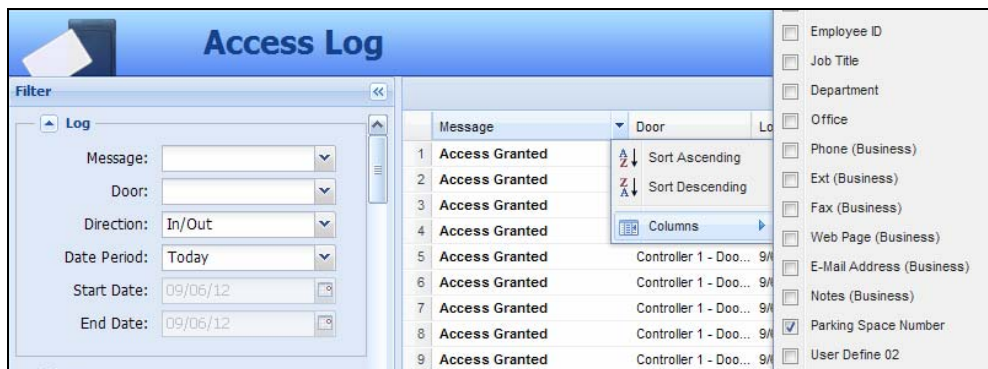 Access Log
Filter
Log
Message:
Door:
Direction: In/Out
Date Period: Today
Start Date: 09/06/12
End Date: 09/06/12
Message Door Lo
1 Access Granted
2 Access Granted
3 Access Granted
4 Access Granted
5 Access Granted Controller 1 - Doo... 9/
6 Access Granted Controller 1 - Doo... 9/
7 Access Granted Controller 1 - Doo... 9/
8 Access Granted Controller 1 - Doo... 9/
9 Access Granted Controller 1 - Doo... 9/
Sort Ascending
Sort Descending
Columns
Employee ID
Job Title
Department
Office
Phone (Business)
Ext (Business)
Fax (Business)
Web Page (Business)
E-Mail Address (Business)
Notes (Business)
Parking Space Number
User Define 02